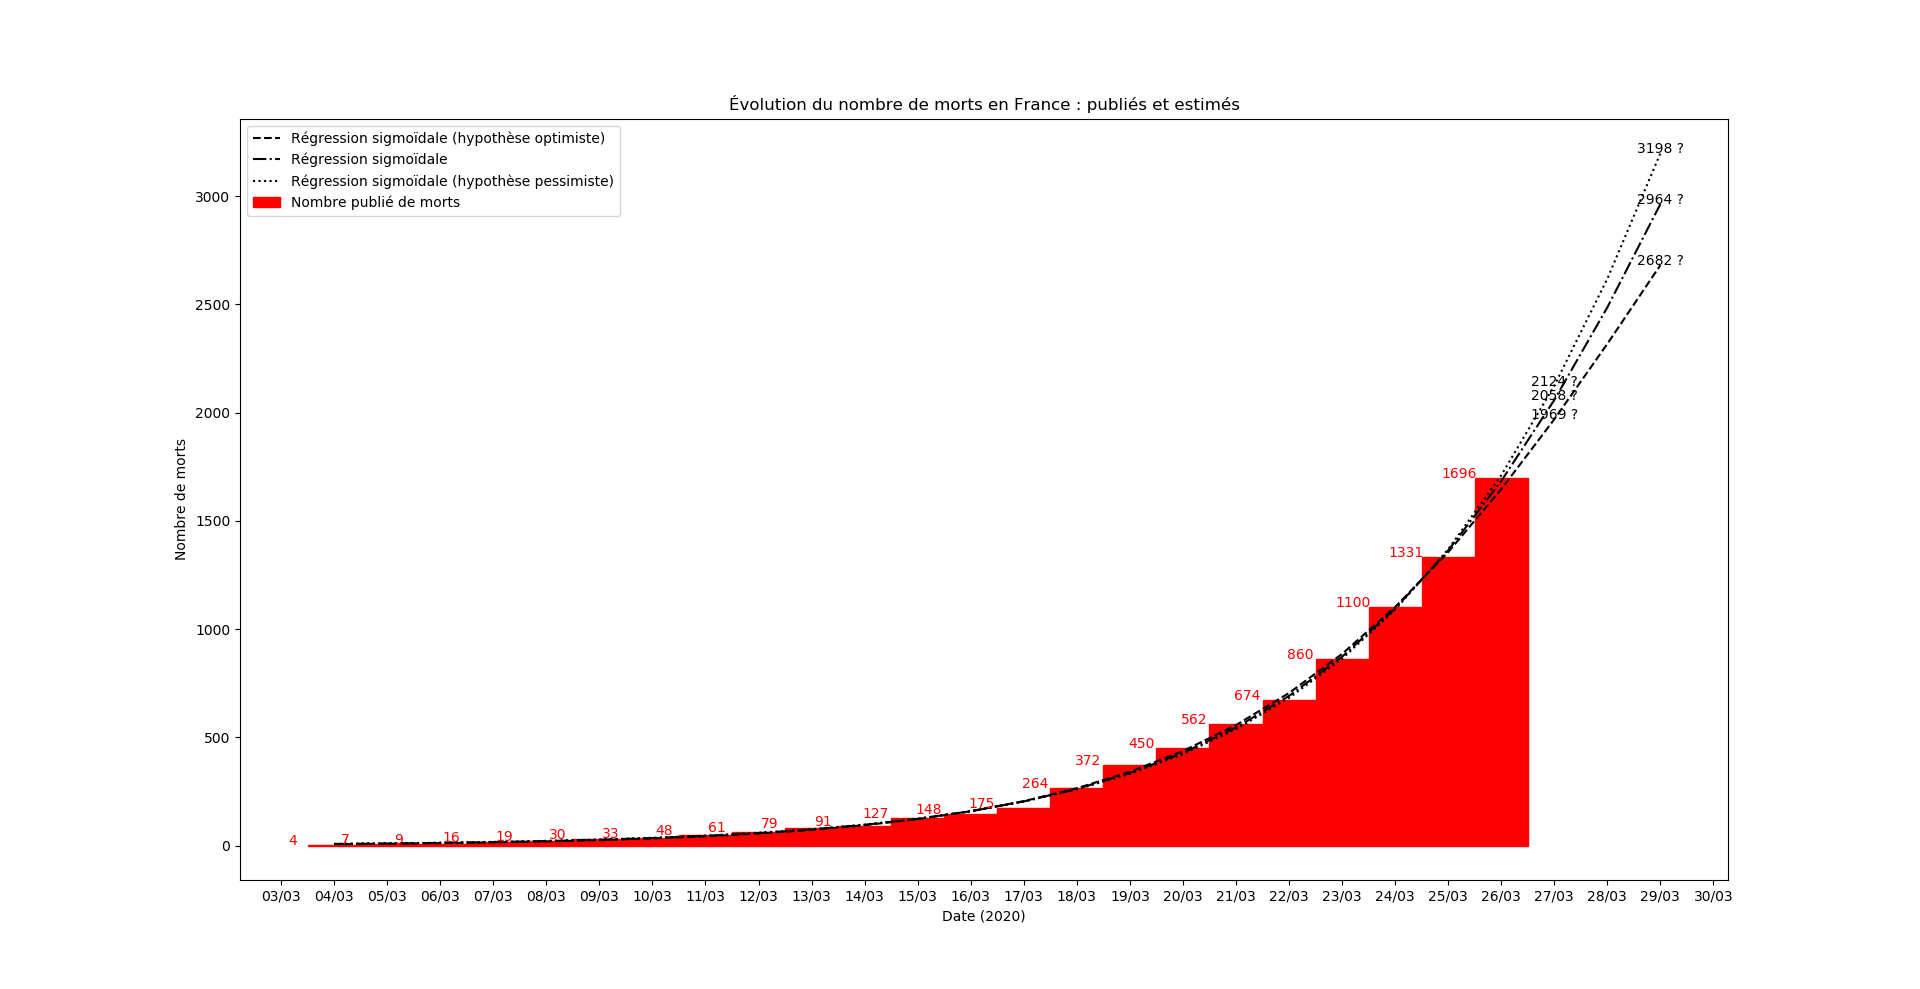 Évolution du nombre de morts en France : publiés et estimés
Régression sigmoïdale (hypothèse optimiste)
Régression sigmoïdale
Régression sigmoïdale (hypothèse pessimiste)
Nombre publié de morts
3198 ?
2964 ?
2682 ?
2124 ?
2058 ?
1969 ?
Nombre de morts
3000
2500
2000
1500
1000
500
0
4 7 9 16 19 30 33 48 61 79 91 127 148 175 264 372 450 562 674 860 1100 1331 1696
03/03 04/03 05/03 06/03 07/03 08/03 09/03 10/03 11/03 12/03 13/03 14/03 15/03 16/03 17/03 18/03 19/03 20/03 21/03 22/03 23/03 24/03 25/03 26/03 27/03 28/03 29/03 30/03
Date (2020)